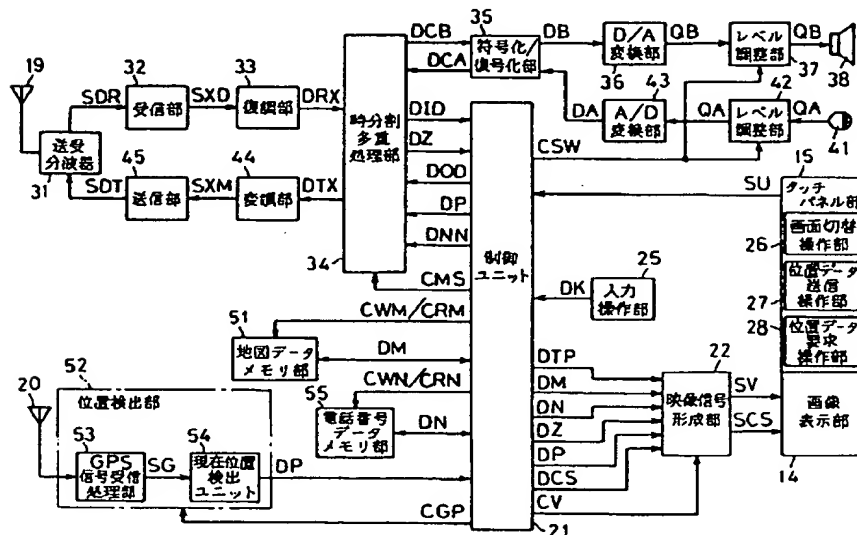 19
32
受信部
33
復調部
SDR
SXD
DRX
送受
分波器
31
45
送信部
44
変調部
SDT
SXM
DTX
時分割
多重
処理部
34
DCB
DCA
35
符号化/
復号化部
DB
D/A
変換部
36
QB
レベル
調整部
37
QB
38
DA
43
A/D
変換部
QA
42
レベル
調整部
QA
41
DID
DZ
DOD
DP
DNN
CMS
CSW
SU
制御
ユニット
21
15
タッチ
パネル部
26
画面切替
操作部
27
位置データ
送信
操作部
28
位置データ
要求
操作部
画像
表示部
14
DK
25
入力
操作部
CWM/CRM
51
地図データ
メモリ部
DM
CWN/CRN
55
電話番号
データ
メモリ部
DN
20
52
位置検出部
53
GPS
信号受信
処理部
SG
54
現在位置
検出
ユニット
DP
CGP
DTP
DM
DN
DZ
DP
DCS
CV
22
映像信号
形成部
SV
SCS